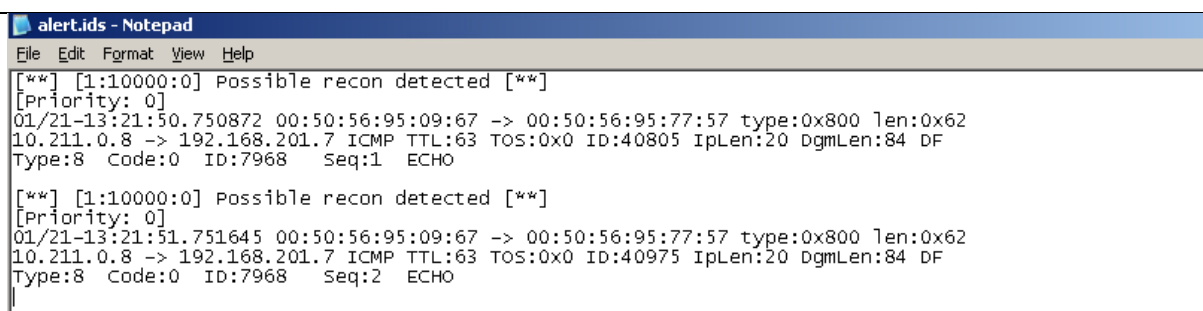 alert.ids - Notepad
File Edit Format View Help
[**] [1:10000:0] Possible recon detected [**]
[Priority: 0]
01/21-13:21:50.750872 00:50:56:95:09:67 -> 00:50:56:95:77:57 type:0x800 len:0x62
10.211.0.8 -> 192.168.201.7 ICMP TTL:63 TOS:0x0 ID:40805 IpLen:20 DgmLen:84 DF
Type:8  Code:0  ID:7968   Seq:1  ECHO
[**] [1:10000:0] Possible recon detected [**]
[Priority: 0]
01/21-13:21:51.751645 00:50:56:95:09:67 -> 00:50:56:95:77:57 type:0x800 len:0x62
10.211.0.8 -> 192.168.201.7 ICMP TTL:63 TOS:0x0 ID:40975 IpLen:20 DgmLen:84 DF
Type:8  Code:0  ID:7968   Seq:2  ECHO